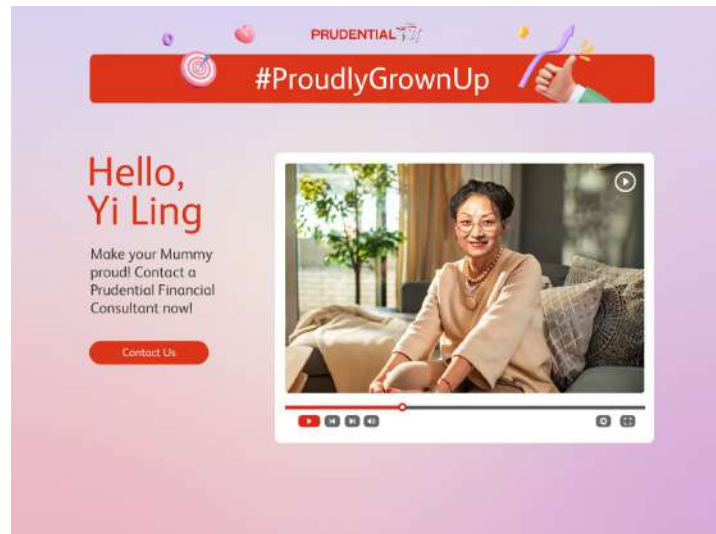 PRUDENTIAL
#ProudlyGrownUp
Hello,
Yi Ling
Make your Mummy
proud! Contact a
Prudential Financial
Consultant now!
Contact Us